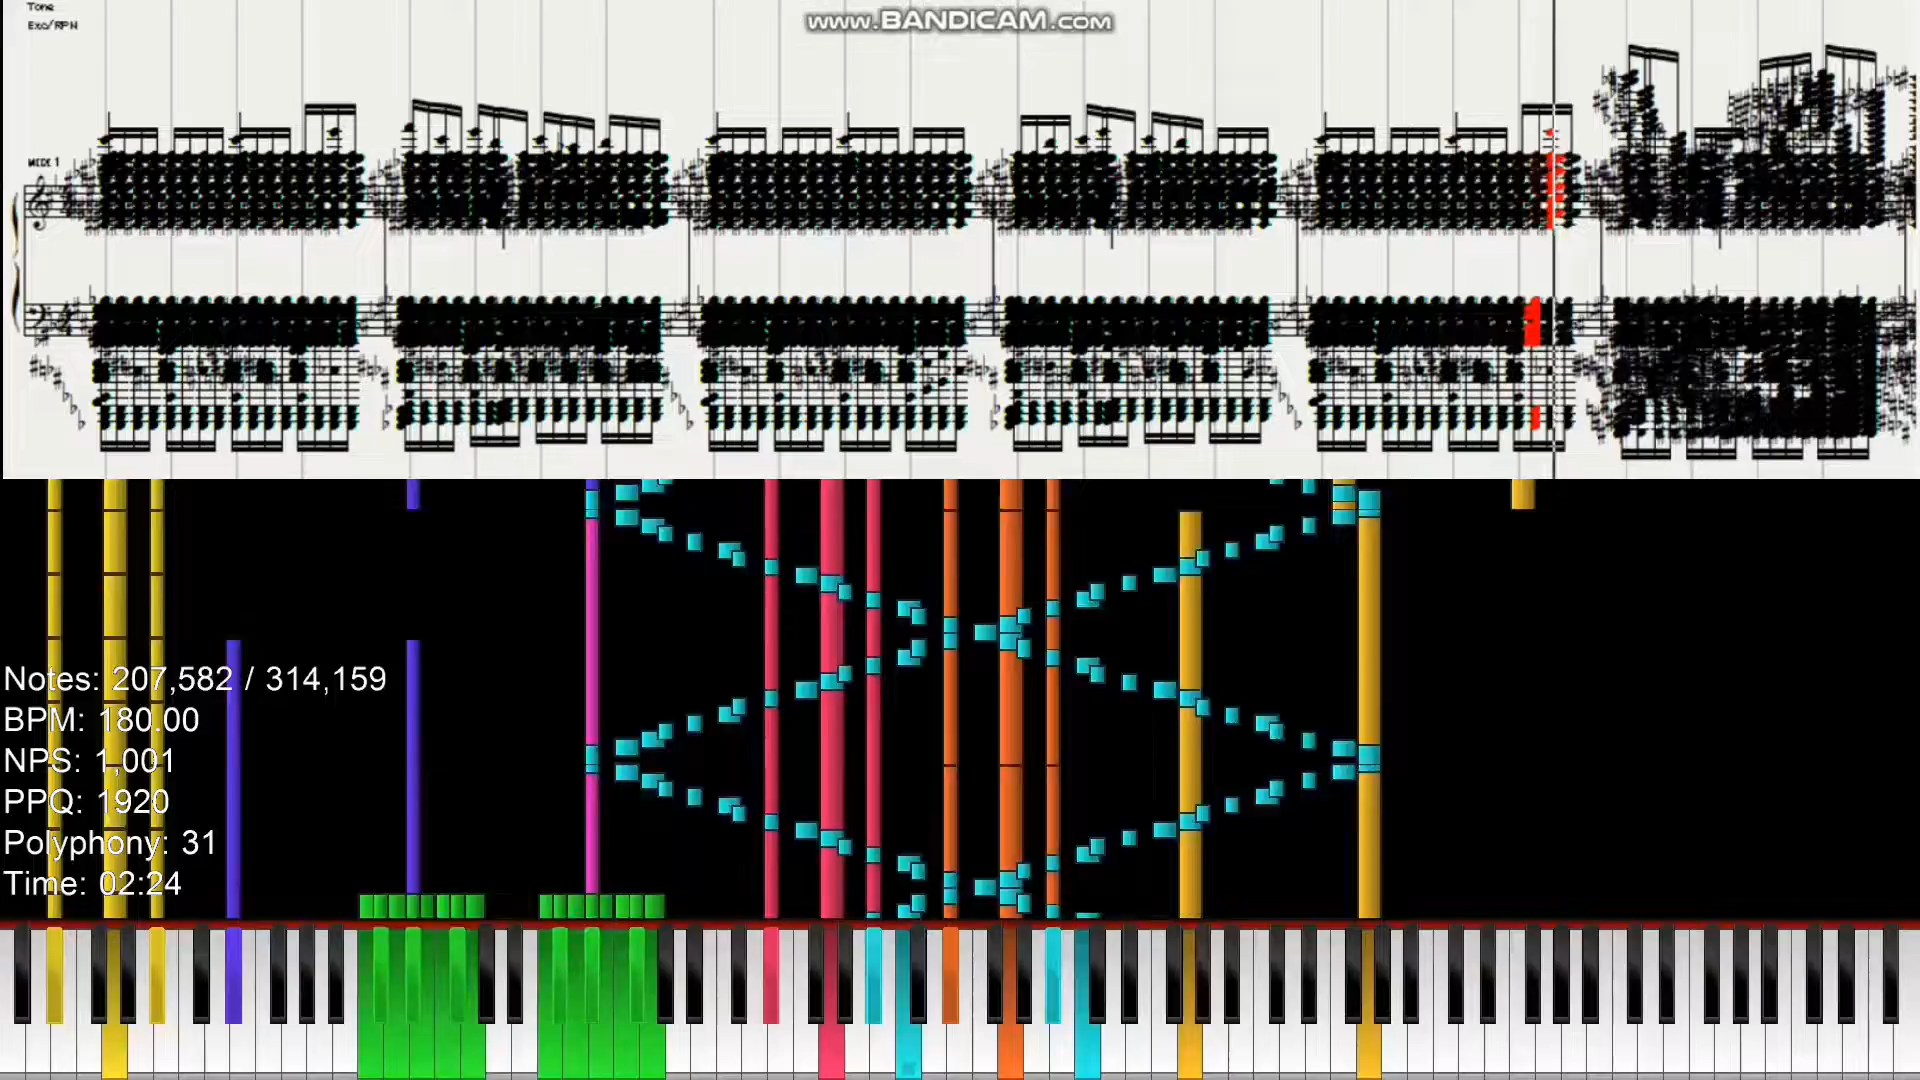 Tone
Exc/RPN
www.BANDICAM.com
MIDI 1
Notes: 207,582 / 314,159
BPM: 180.00
NPS: 1,001
PPQ: 1920
Polyphony: 31
Time: 02:24